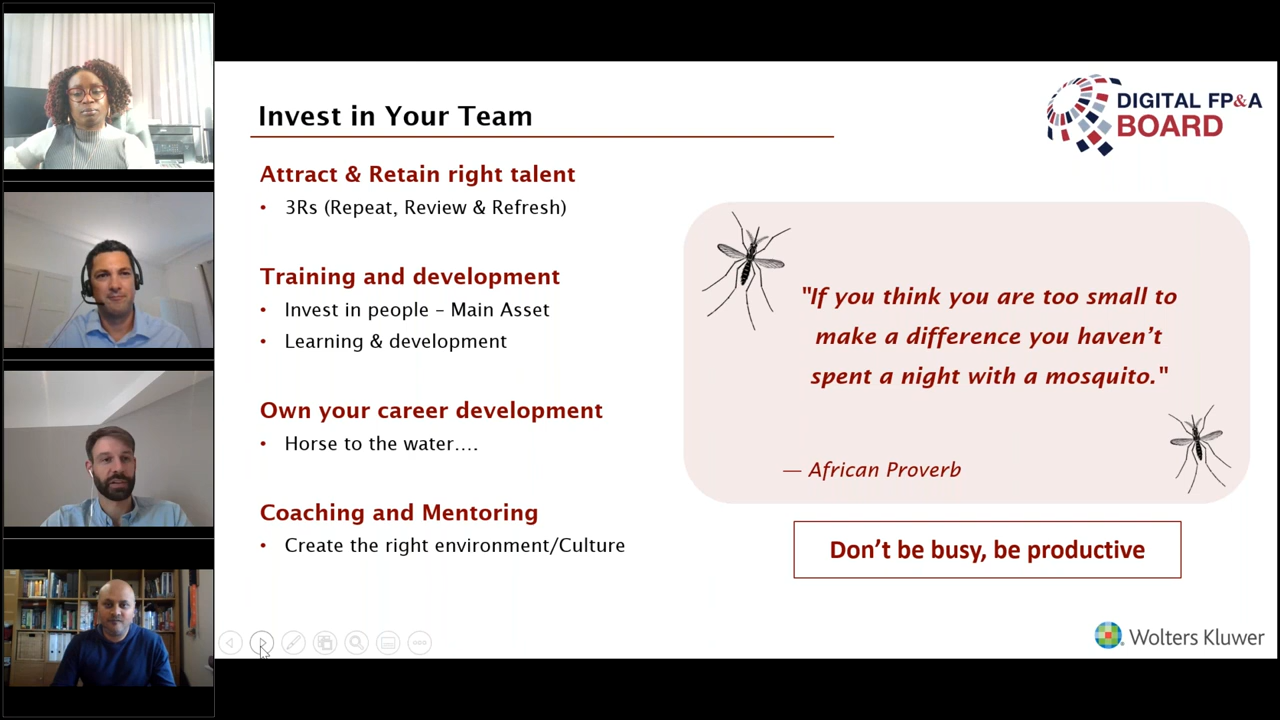 Invest in Your Team
DIGITAL FP&A
BOARD
Attract & Retain right talent
• 3Rs (Repeat, Review & Refresh)
Training and development
• Invest in people – Main Asset
• Learning & development
Own your career development
• Horse to the water....
Coaching and Mentoring
• Create the right environment/Culture
"If you think you are too small to
make a difference you haven’t
spent a night with a mosquito."
— African Proverb
Don’t be busy, be productive
Wolters Kluwer